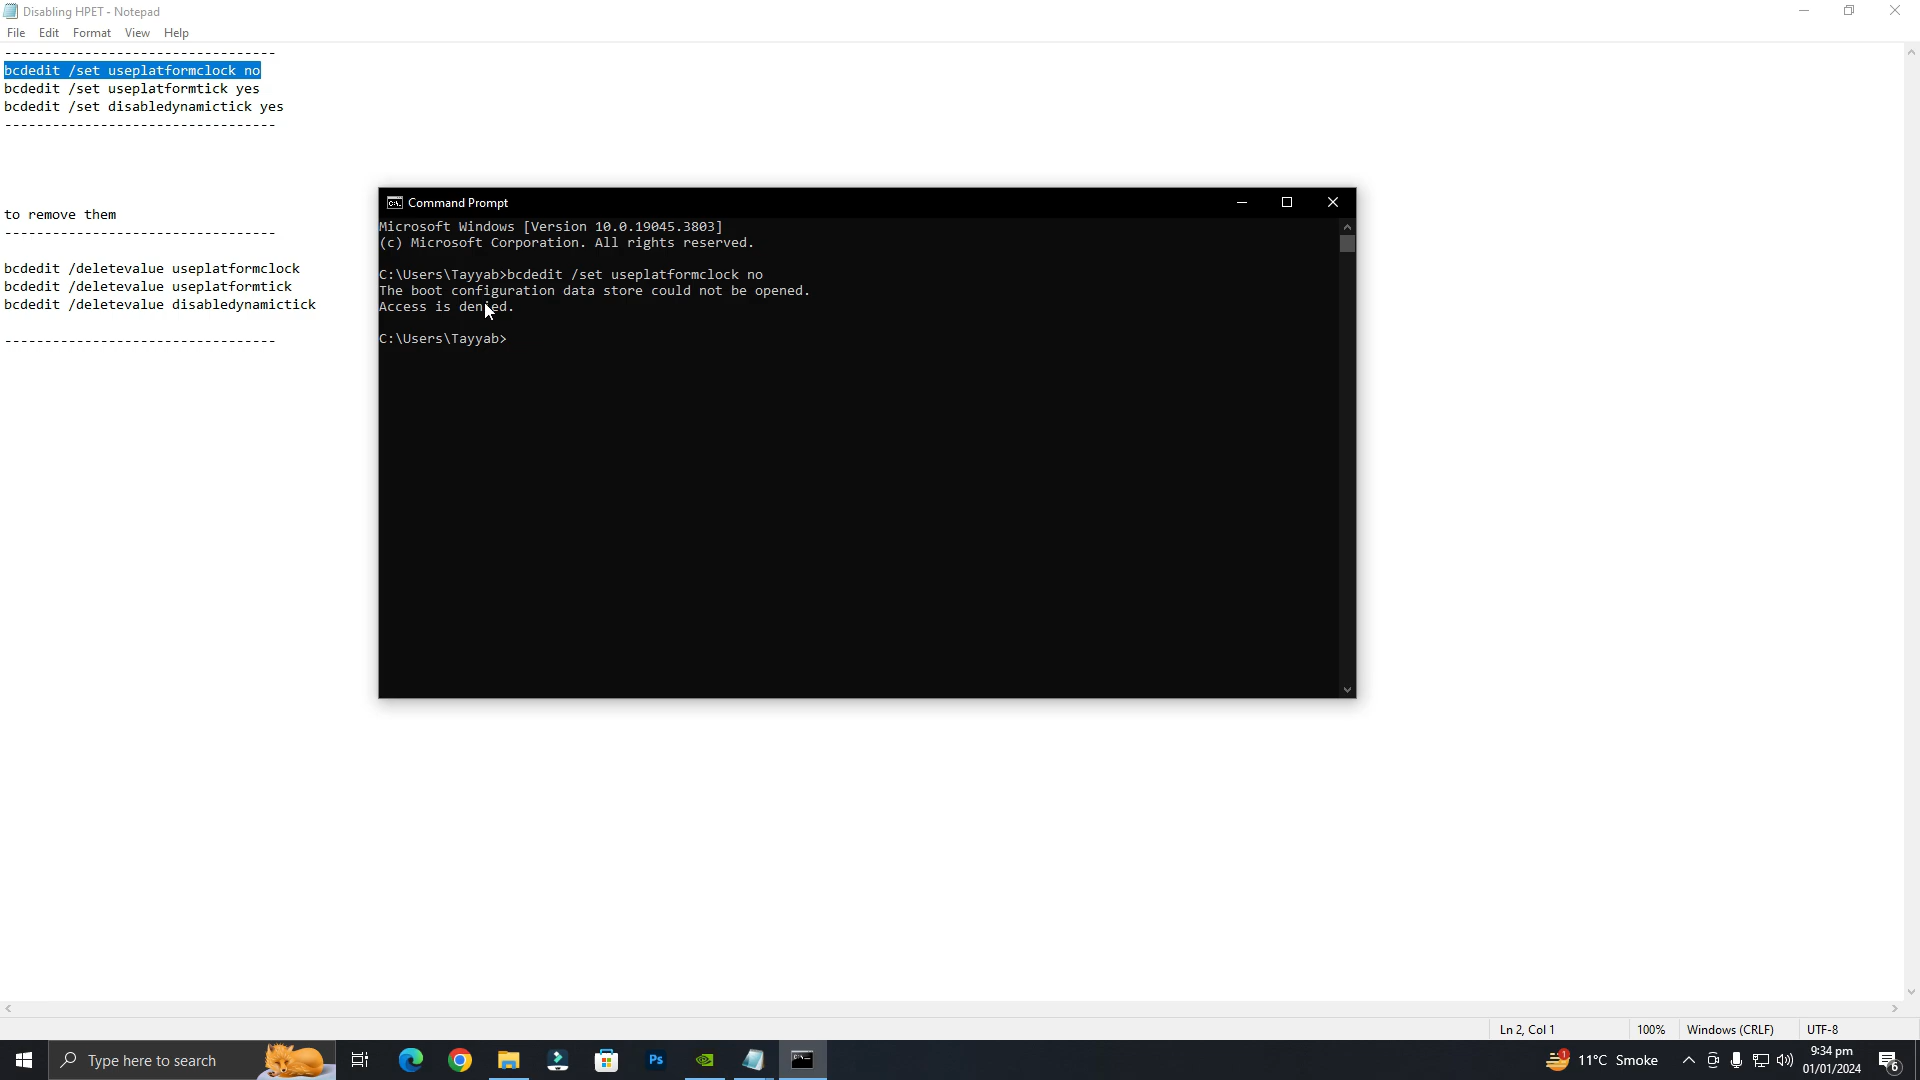 Disabling HPET - Notepad
File Edit Format View Help
----------------------------------
bcdedit /set useplatformclock no
bcdedit /set useplatformtick yes
bcdedit /set disabledynamictick yes
----------------------------------
to remove them
----------------------------------
bcdedit /deletevalue useplatformclock
bcdedit /deletevalue useplatformtick
bcdedit /deletevalue disabledynamictick
----------------------------------
Command Prompt
Microsoft Windows [Version 10.0.19045.3803]
(c) Microsoft Corporation. All rights reserved.
C:\Users\Tayyab>bcdedit /set useplatformclock no
The boot configuration data store could not be opened.
Access is denied.
C:\Users\Tayyab>
Ln 2, Col 1 100% Windows (CRLF) UTF-8
Type here to search
Ps
1
11°C Smoke
9:34 pm
01/01/2024
6